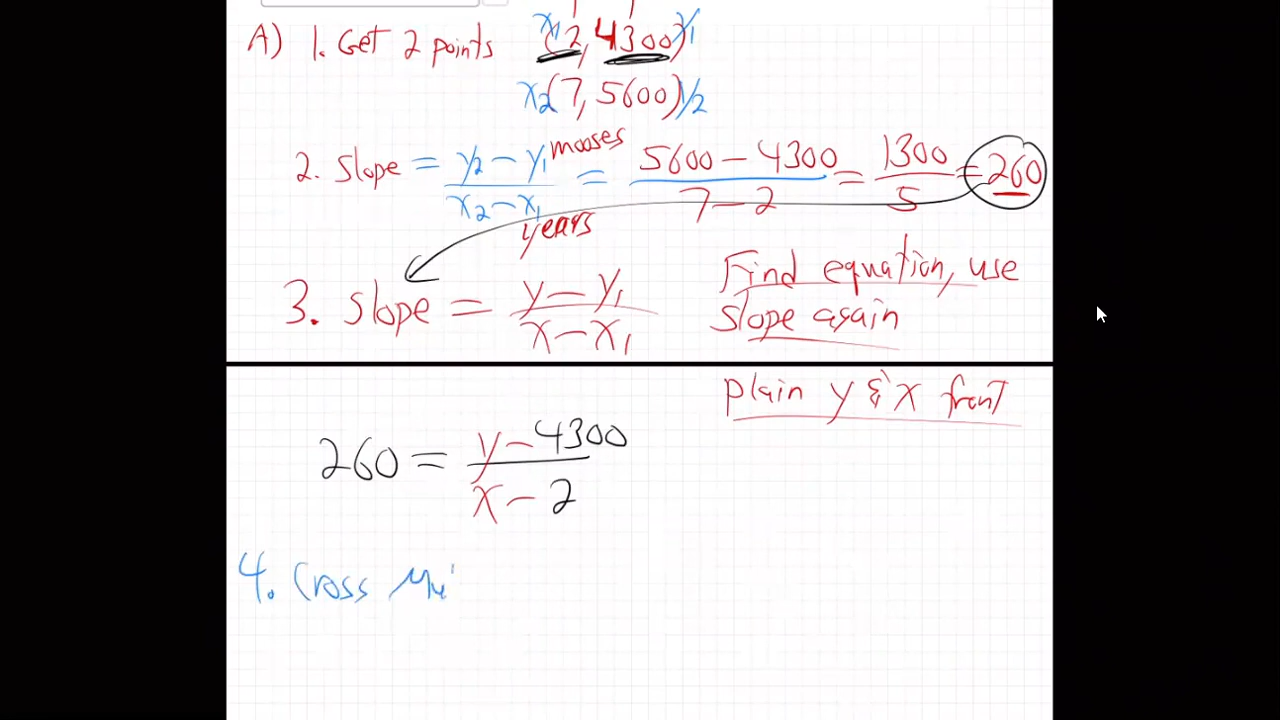 A) 1. Get 2 points x1(2, 4300)y1
x2(7, 5600)y2
2. Slope = y2 - y1 mooses / x2 - x1 years = 5600 - 4300 / 7 - 2 = 1300 / 5 = 260
3. Slope = y - y1 / x - x1
Find equation, use
slope again
plain y & x front
260 = y - 4300 / x - 2
4. Cross Mu